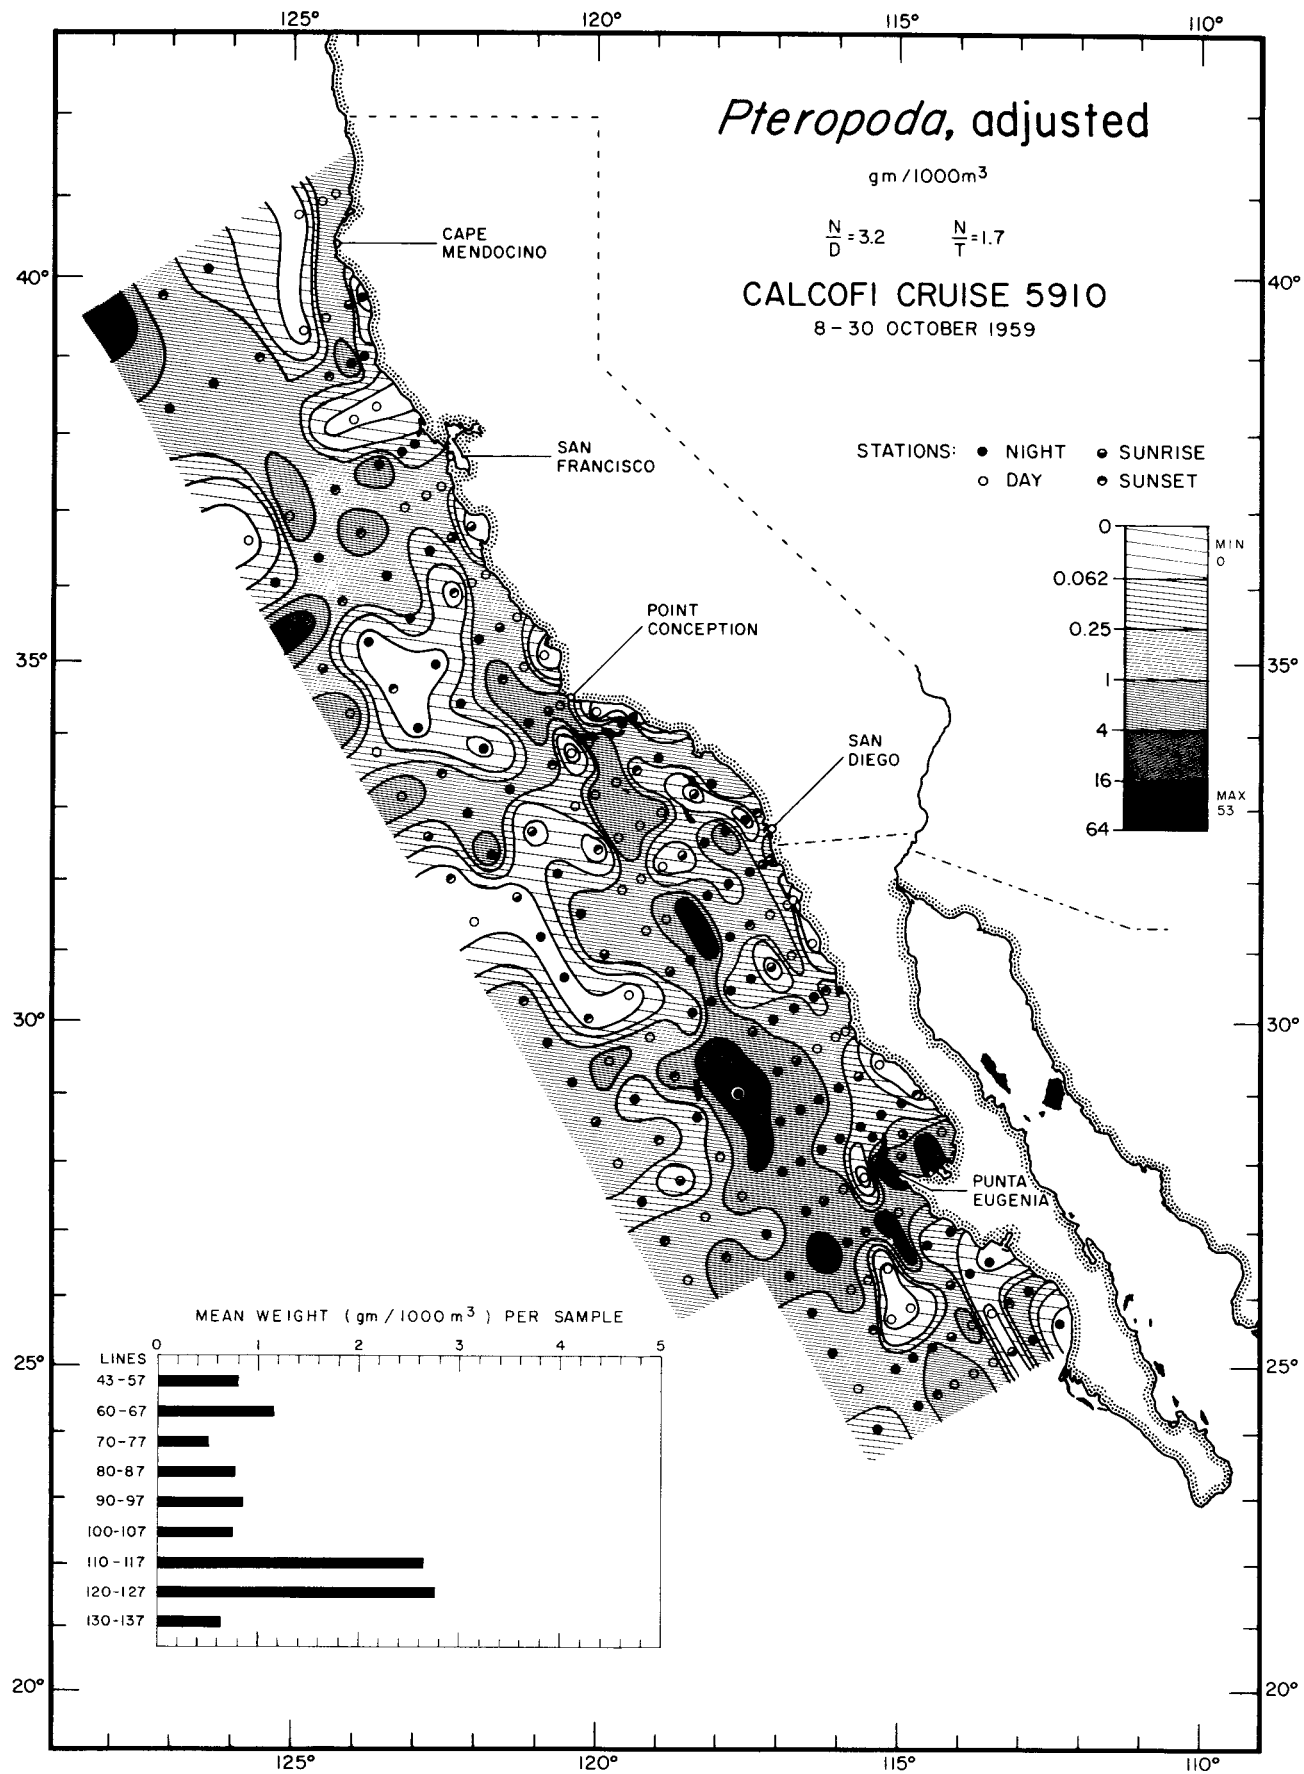 125° 120° 115° 110°
Pteropoda, adjusted
gm/1000m³
N/D = 3.2 N/T = 1.7
CALCOFI CRUISE 5910
8-30 OCTOBER 1959
CAPE
MENDOCINO
40° 40°
SAN
FRANCISCO
STATIONS: ● NIGHT SUNRISE
○ DAY SUNSET
0
MIN
0
0.062
0.25
1
4
16
MAX
53
64
POINT
CONCEPTION
35° 35°
SAN
DIEGO
30° 30°
PUNTA
EUGENIA
MEAN WEIGHT (gm/1000m³) PER SAMPLE
0 1 2 3 4 5
LINES
43-57
60-67
70-77
80-87
90-97
100-107
110-117
120-127
130-137
25° 25°
20° 20°
125° 120° 115° 110°